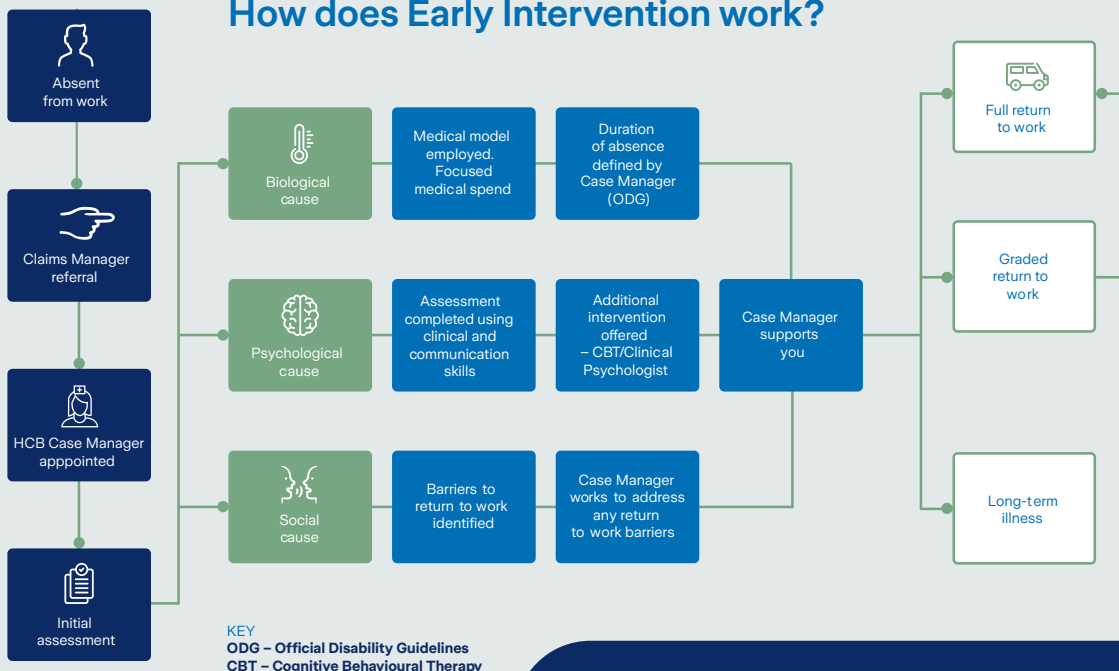 How does Early Intervention work?
Absent
from work
Claims Manager
referral
HCB Case Manager
apppointed
Initial
assessment
Biological
cause
Medical model
employed.
Focused
medical spend
Duration
of absence
defined by
Case Manager
(ODG)
Psychological
cause
Assessment
completed using
clinical and
communication
skills
Additional
intervention
offered
– CBT/Clinical
Psychologist
Social
cause
Barriers to
return to work
identified
Case Manager
works to address
any return
to work barriers
Case Manager
supports
you
Full return
to work
Graded
return to
work
Long-term
illness
KEY
ODG – Official Disability Guidelines
CBT – Cognitive Behavioural Therapy